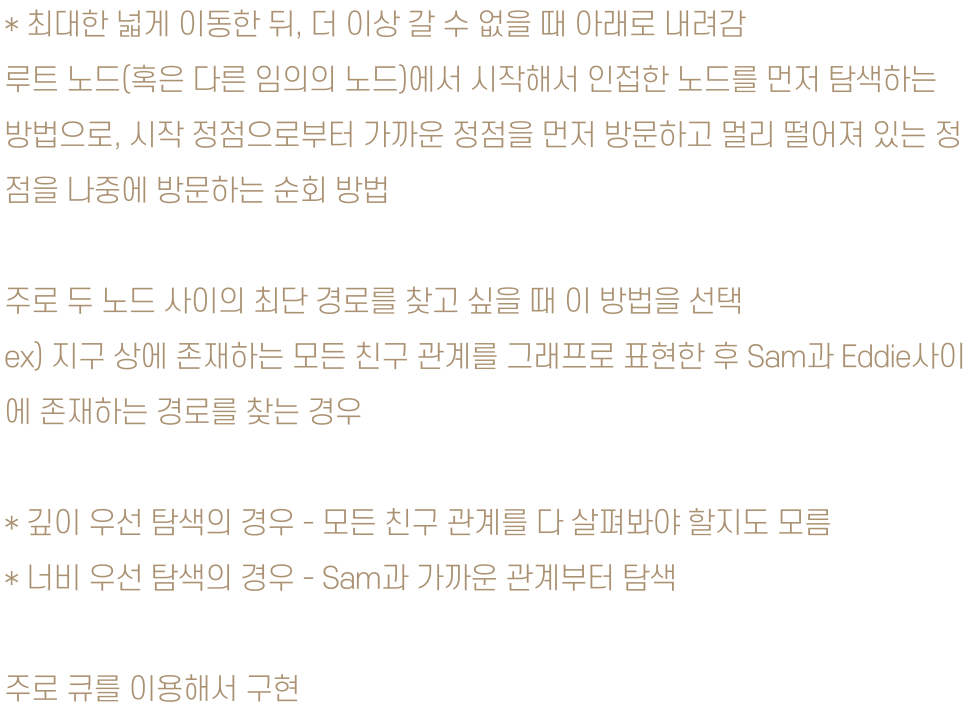 * 최대한 넓게 이동한 뒤, 더 이상 갈 수 없을 때 아래로 내려감
루트 노드(혹은 다른 임의의 노드)에서 시작해서 인접한 노드를 먼저 탐색하는
방법으로, 시작 정점으로부터 가까운 정점을 먼저 방문하고 멀리 떨어져 있는 정
점을 나중에 방문하는 순회 방법
주로 두 노드 사이의 최단 경로를 찾고 싶을 때 이 방법을 선택
ex) 지구 상에 존재하는 모든 친구 관계를 그래프로 표현한 후 Sam과 Eddie사이
에 존재하는 경로를 찾는 경우
* 깊이 우선 탐색의 경우 - 모든 친구 관계를 다 살펴봐야 할지도 모름
* 너비 우선 탐색의 경우 - Sam과 가까운 관계부터 탐색
주로 큐를 이용해서 구현